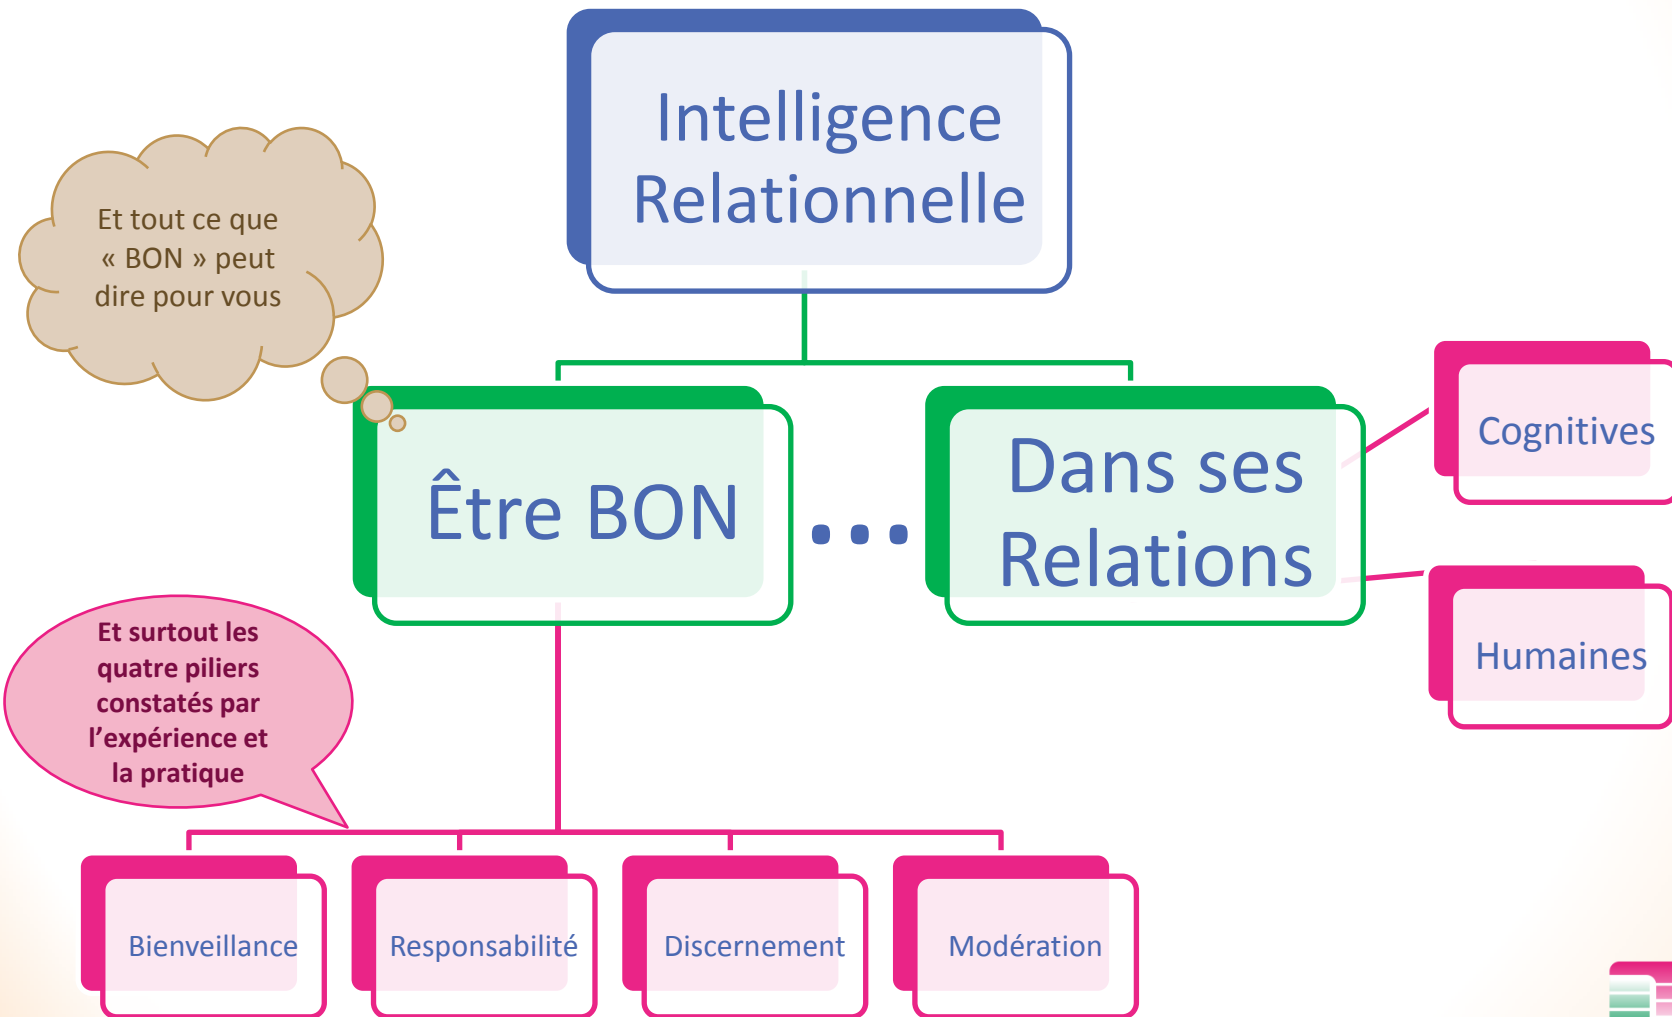 Intelligence
Relationnelle
Et tout ce que
« BON » peut
dire pour vous
Être BON
...
Dans ses
Relations
Cognitives
Humaines
Et surtout les
quatre piliers
constatés par
l’expérience et
la pratique
Bienveillance
Responsabilité
Discernement
Modération